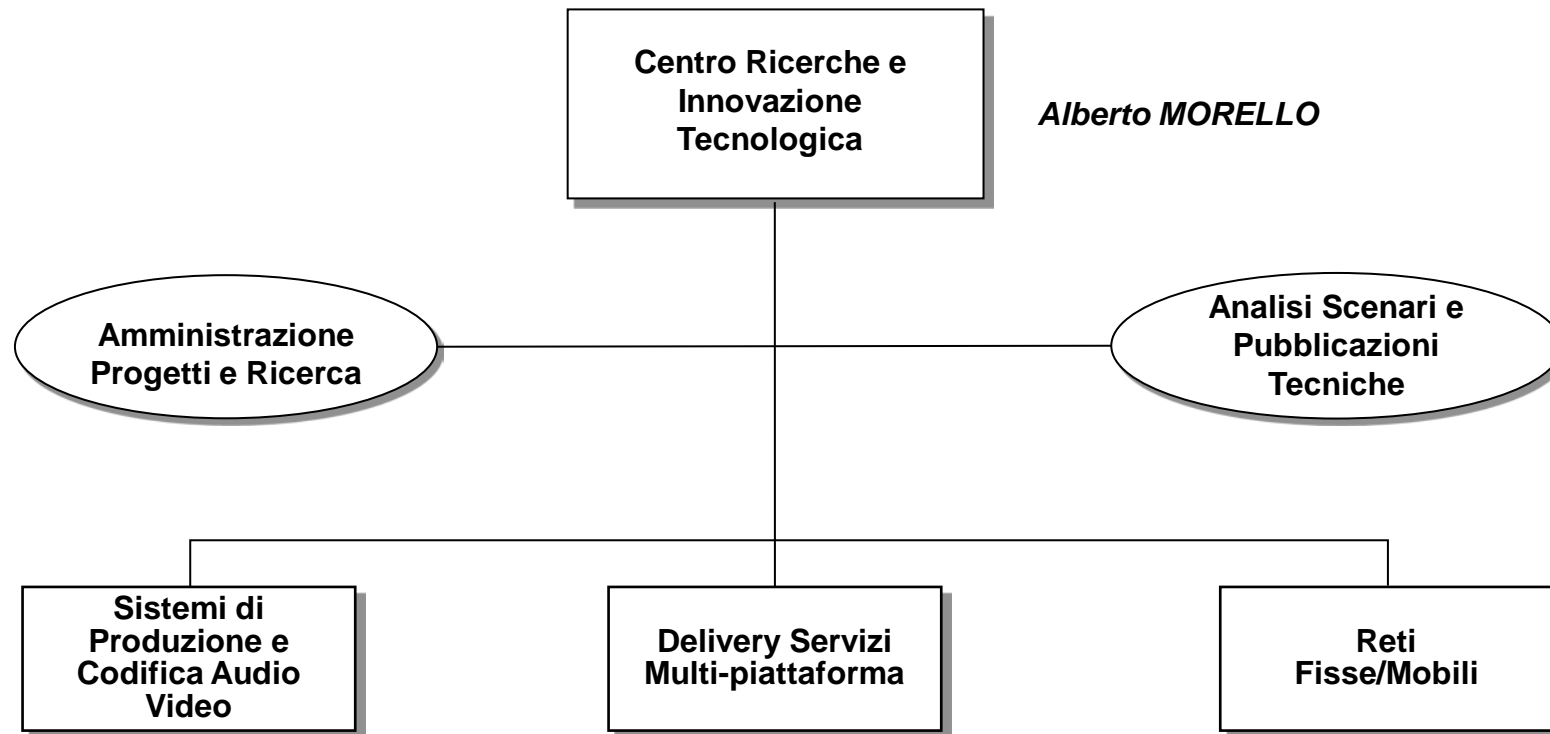 Centro Ricerche e
Innovazione
Tecnologica
Alberto MORELLO
Amministrazione
Progetti e Ricerca
Analisi Scenari e
Pubblicazioni
Tecniche
Sistemi di
Produzione e
Codifica Audio
Video
Delivery Servizi
Multi-piattaforma
Reti
Fisse/Mobili